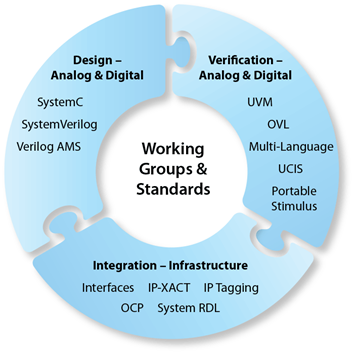 Design –
Analog & Digital
SystemC
SystemVerilog
Verilog AMS
Verification –
Analog & Digital
UVM
OVL
Multi-Language
UCIS
Portable
Stimulus
Working
Groups &
Standards
Integration – Infrastructure
Interfaces IP-XACT IP Tagging
OCP System RDL